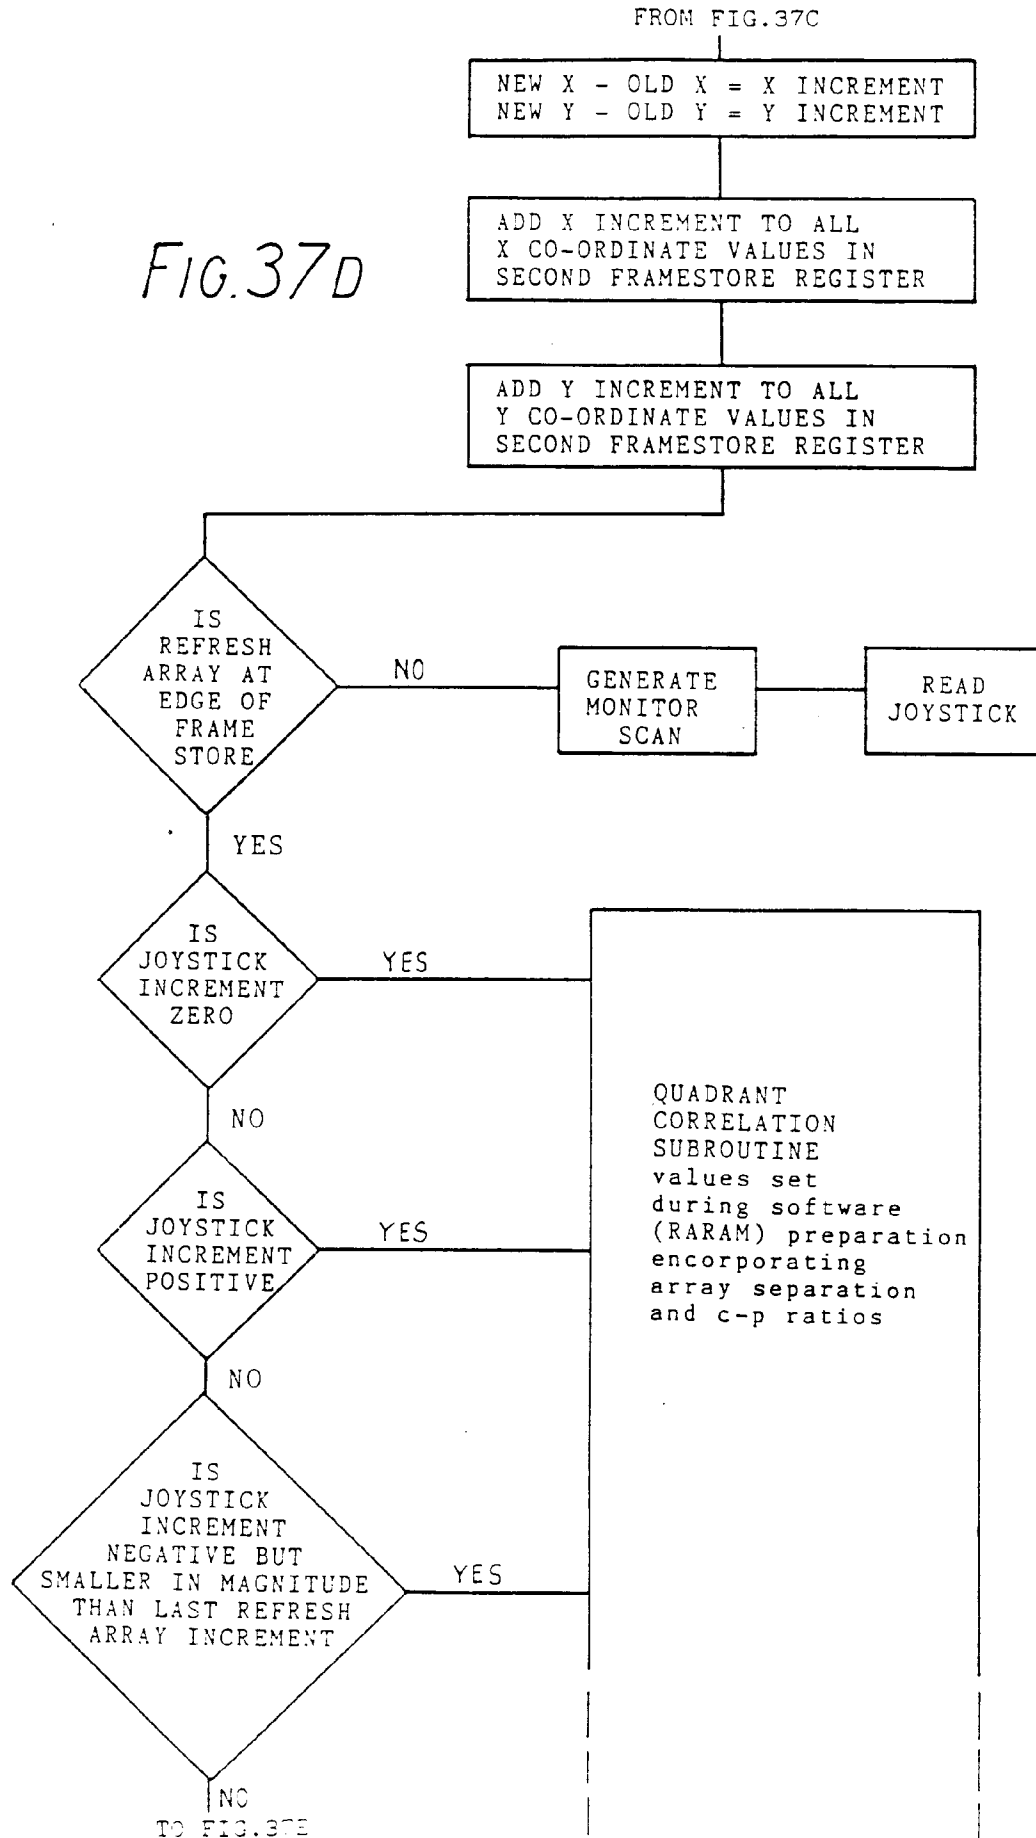 FROM FIG.37C
NEW X - OLD X = X INCREMENT
NEW Y - OLD Y = Y INCREMENT
ADD X INCREMENT TO ALL
X CO-ORDINATE VALUES IN
SECOND FRAMESTORE REGISTER
FIG.37D
ADD Y INCREMENT TO ALL
Y CO-ORDINATE VALUES IN
SECOND FRAMESTORE REGISTER
IS
REFRESH
ARRAY AT
EDGE OF
FRAME
STORE
NO
GENERATE
MONITOR
SCAN
READ
JOYSTICK
YES
IS
JOYSTICK
INCREMENT
ZERO
YES
NO
IS
JOYSTICK
INCREMENT
POSITIVE
YES
QUADRANT
CORRELATION
SUBROUTINE
values set
during software
(RARAM) preparation
encorporating
array separation
and c-p ratios
NO
IS
JOYSTICK
INCREMENT
NEGATIVE BUT
SMALLER IN MAGNITUDE
THAN LAST REFRESH
ARRAY INCREMENT
YES
NO
TO FIG.37E